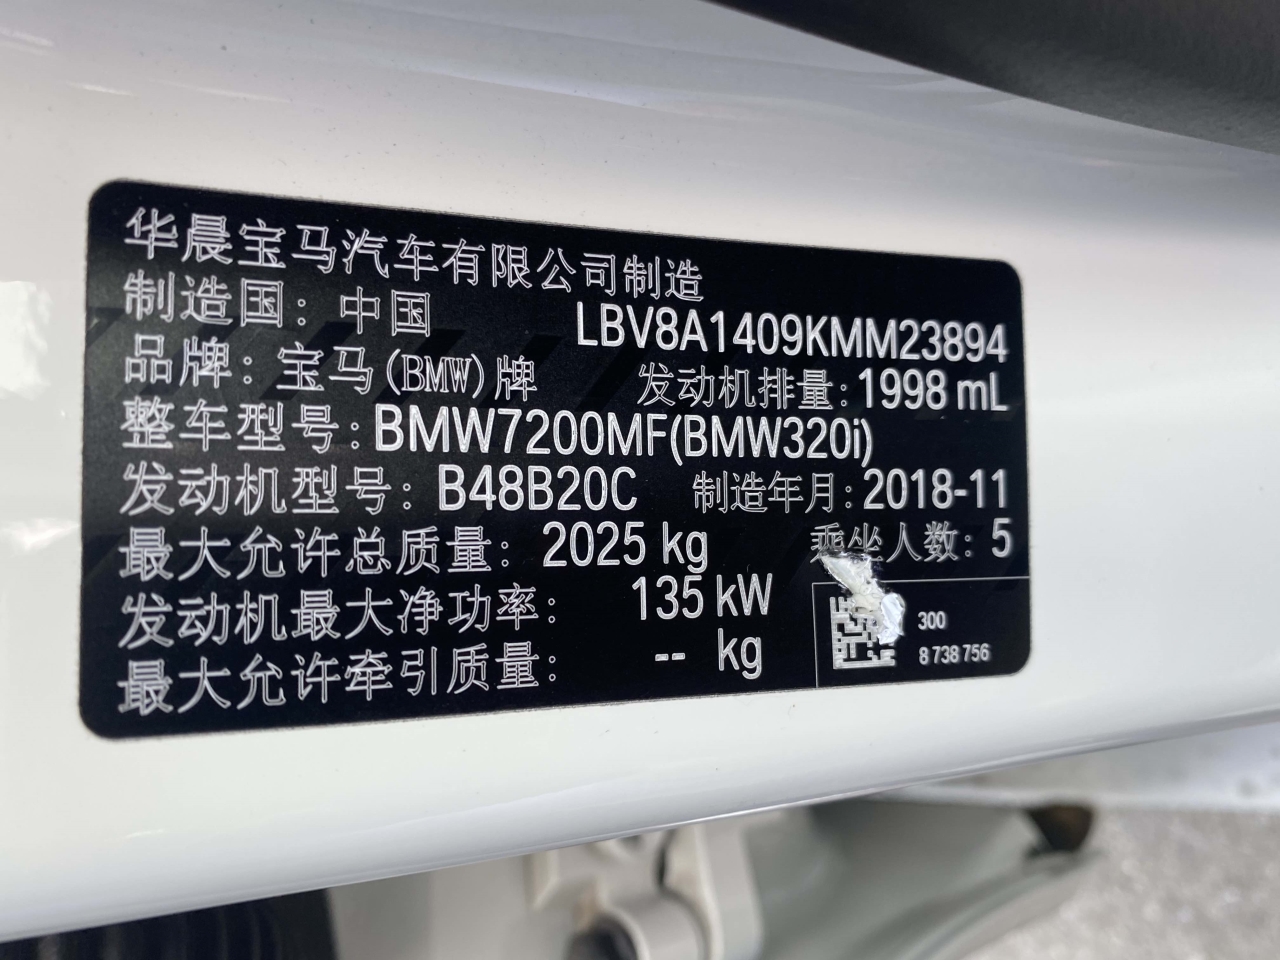 华晨宝马汽车有限公司制造
制造国：中国 LBV8A1409KMM23894
品牌：宝马(BMW)牌 发动机排量：1998 mL
整车型号：BMW7200MF(BMW320i)
发动机型号：B48B20C 制造年月：2018-11
最大允许总质量：2025 kg 乘坐人数：5
发动机最大净功率：135 kW
最大允许牵引质量：-- kg
300
8 738 756